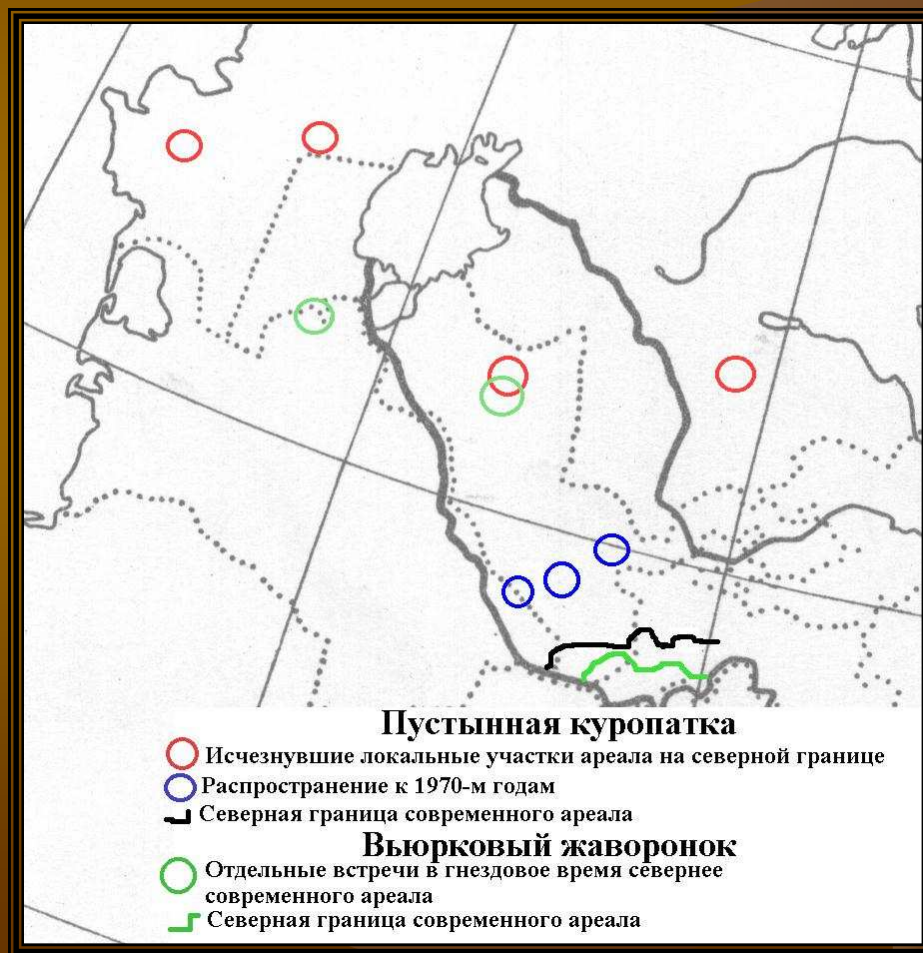 Пустынная куропатка
Исчезнувшие локальные участки ареала на северной границе
Распространение к 1970-м годам
Северная граница современного ареала
Вьюрковый жаворонок
Отдельные встречи в гнездовое время севернее
современного ареала
Северная граница современного ареала